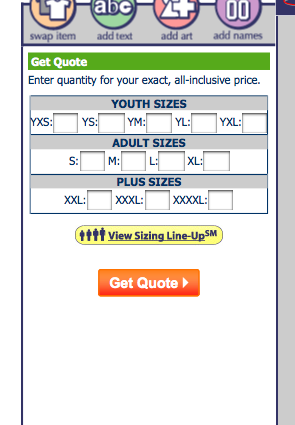 abc
00
swap item add text add art add names
Get Quote
Enter quantity for your exact, all-inclusive price.
YOUTH SIZES
YXS: YS: YM: YL: YXL:
ADULT SIZES
S: M: L: XL:
PLUS SIZES
XXL: XXXL: XXXXL:
View Sizing Line-Up℠
Get Quote